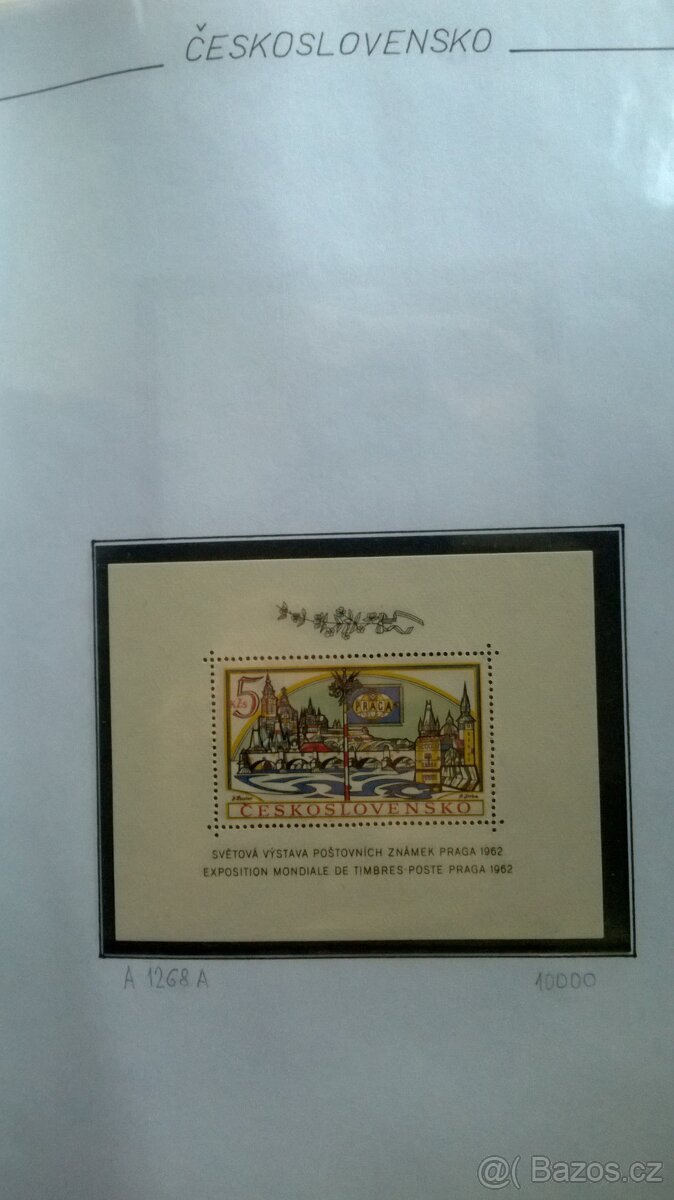 ČESKOSLOVENSKO
5
Kčs
PRAGA
ČESKOSLOVENSKO
SVĚTOVÁ VÝSTAVA POŠTOVNÍCH ZNÁMEK PRAGA 1962
EXPOSITION MONDIALE DE TIMBRES-POSTE PRAGA 1962
A 1268 A
10000
@( Bazos.cz